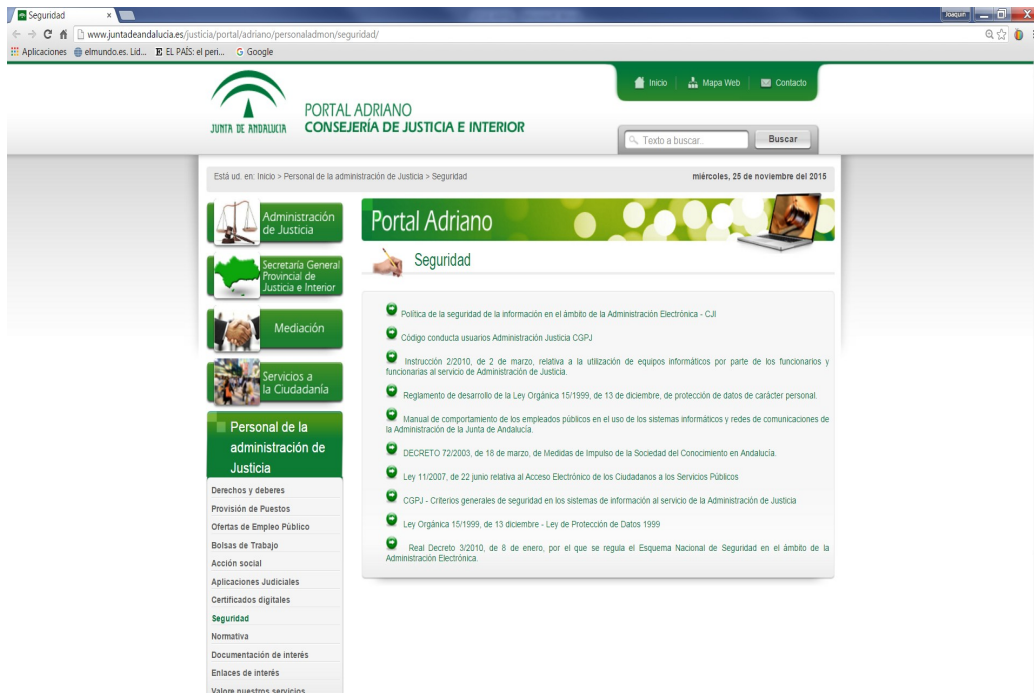 Seguridad
Joaquin
www.juntadeandalucia.es/justicia/portal/adriano/personaladmon/seguridad/
Aplicaciones elmundo.es. Lid... EL PAÍS: el peri... Google
Inicio Mapa Web Contacto
JUNTA DE ANDALUCIA
PORTAL ADRIANO
CONSEJERÍA DE JUSTICIA E INTERIOR
Texto a buscar.. Buscar
Está ud. en: Inicio > Personal de la administración de Justicia > Seguridad
miércoles, 25 de noviembre del 2015
Administración
de Justicia
Secretaría General
Provincial de
Justicia e Interior
Mediación
Servicios a
la Ciudadanía
Personal de la
administración de
Justicia
Derechos y deberes
Provisión de Puestos
Ofertas de Empleo Público
Bolsas de Trabajo
Acción social
Aplicaciones Judiciales
Certificados digitales
Seguridad
Normativa
Documentación de interés
Enlaces de interés
Valore nuestros servicios
Portal Adriano
Seguridad
Política de la seguridad de la información en el ámbito de la Administración Electrónica - CJI
Código conducta usuarios Administración Justicia CGPJ
Instrucción 2/2010, de 2 de marzo, relativa a la utilización de equipos informáticos por parte de los funcionarios y
funcionarias al servicio de Administración de Justicia.
Reglamento de desarrollo de la Ley Orgánica 15/1999, de 13 de diciembre, de protección de datos de carácter personal.
Manual de comportamiento de los empleados públicos en el uso de los sistemas informáticos y redes de comunicaciones de
la Administración de la Junta de Andalucía.
DECRETO 72/2003, de 18 de marzo, de Medidas de Impulso de la Sociedad del Conocimiento en Andalucía.
Ley 11/2007, de 22 junio relativa al Acceso Electrónico de los Ciudadanos a los Servicios Públicos
CGPJ - Criterios generales de seguridad en los sistemas de información al servicio de la Administración de Justicia
Ley Orgánica 15/1999, de 13 diciembre - Ley de Protección de Datos 1999
Real Decreto 3/2010, de 8 de enero, por el que se regula el Esquema Nacional de Seguridad en el ámbito de la
Administración Electrónica.